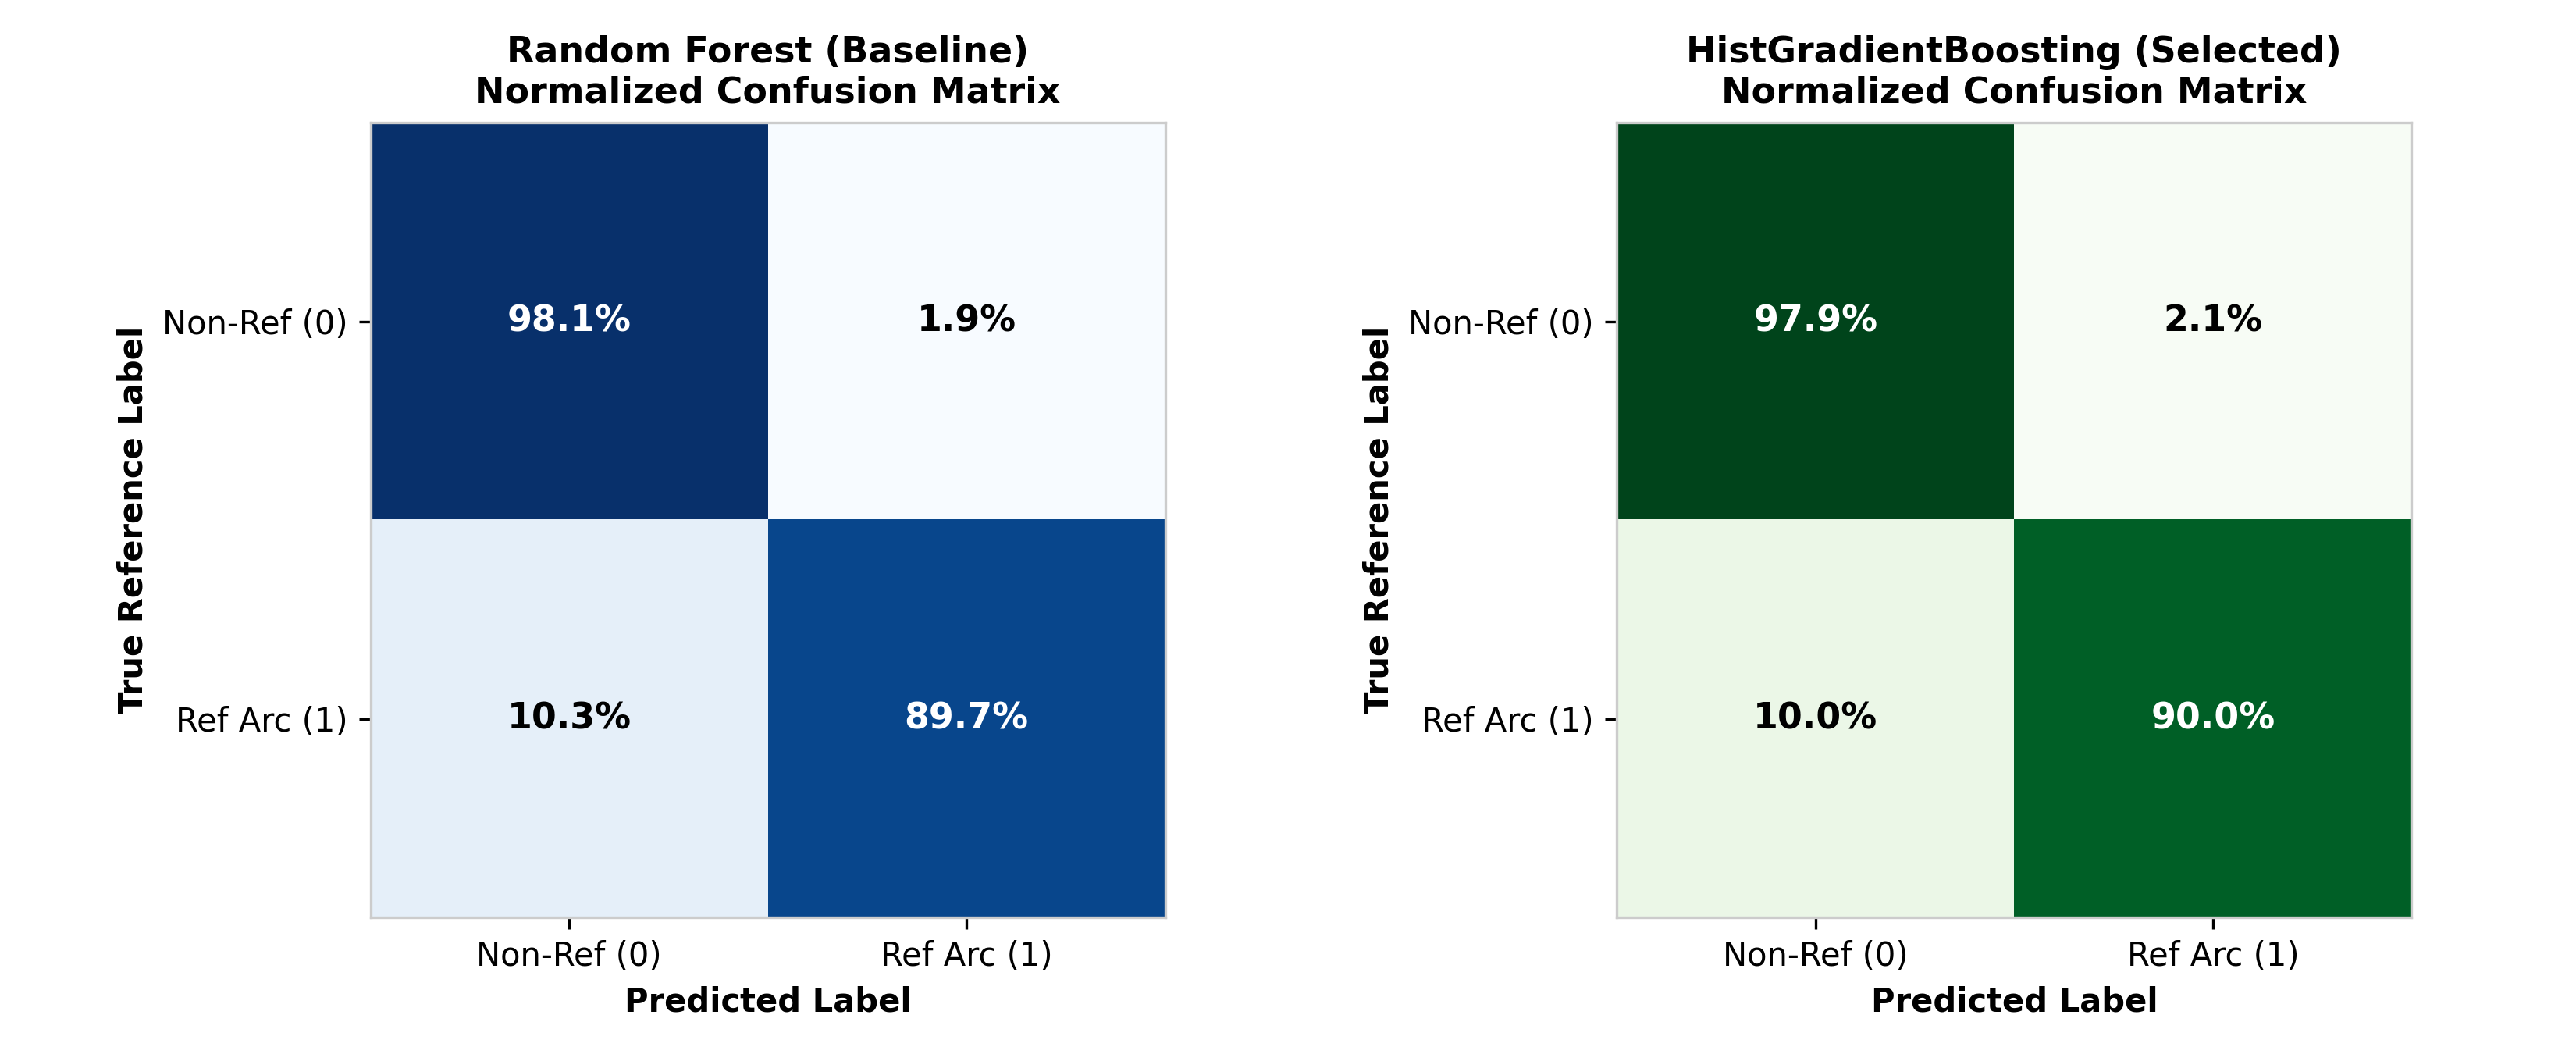 Random Forest (Baseline)
Normalized Confusion Matrix
True Reference Label
Non-Ref (0)
98.1%
1.9%
Ref Arc (1)
10.3%
89.7%
Non-Ref (0)
Ref Arc (1)
Predicted Label
HistGradientBoosting (Selected)
Normalized Confusion Matrix
True Reference Label
Non-Ref (0)
97.9%
2.1%
Ref Arc (1)
10.0%
90.0%
Non-Ref (0)
Ref Arc (1)
Predicted Label